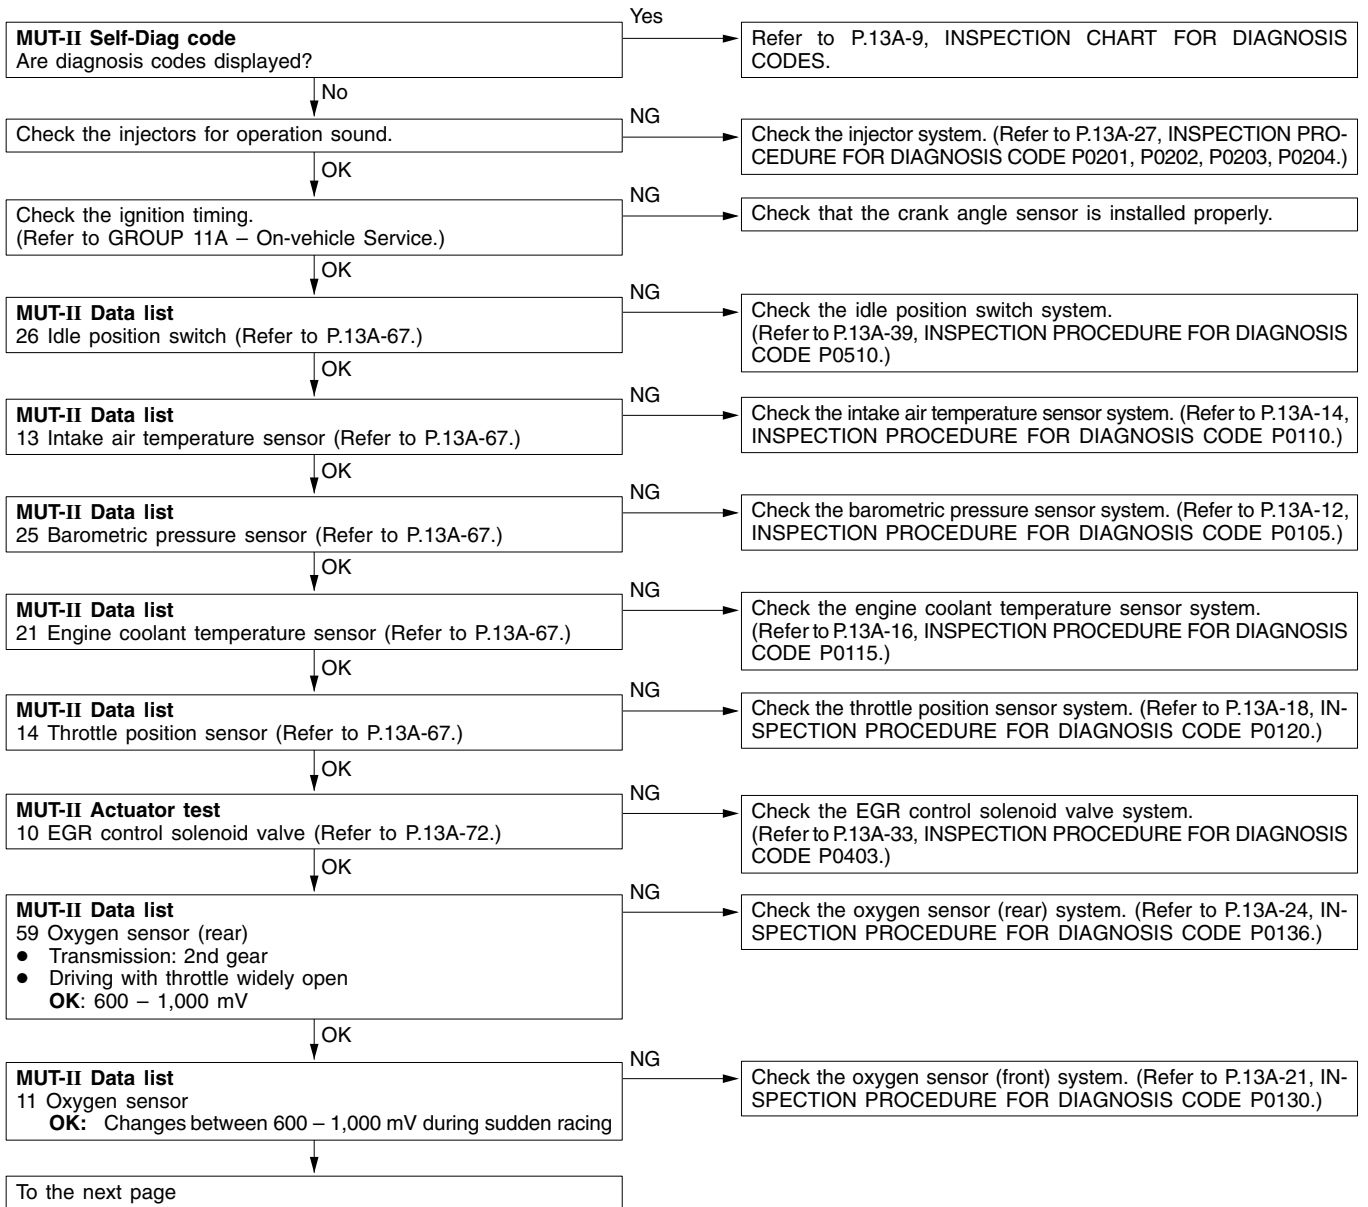 Yes
MUT-II Self-Diag code
Are diagnosis codes displayed?
Refer to P.13A-9, INSPECTION CHART FOR DIAGNOSIS
CODES.
No
Check the injectors for operation sound.
NG
Check the injector system. (Refer to P.13A-27, INSPECTION PRO-
CEDURE FOR DIAGNOSIS CODE P0201, P0202, P0203, P0204.)
OK
Check the ignition timing.
(Refer to GROUP 11A – On-vehicle Service.)
NG
Check that the crank angle sensor is installed properly.
OK
MUT-II Data list
26 Idle position switch (Refer to P.13A-67.)
NG
Check the idle position switch system.
(Refer to P.13A-39, INSPECTION PROCEDURE FOR DIAGNOSIS
CODE P0510.)
OK
MUT-II Data list
13 Intake air temperature sensor (Refer to P.13A-67.)
NG
Check the intake air temperature sensor system. (Refer to P.13A-14,
INSPECTION PROCEDURE FOR DIAGNOSIS CODE P0110.)
OK
MUT-II Data list
25 Barometric pressure sensor (Refer to P.13A-67.)
NG
Check the barometric pressure sensor system. (Refer to P.13A-12,
INSPECTION PROCEDURE FOR DIAGNOSIS CODE P0105.)
OK
MUT-II Data list
21 Engine coolant temperature sensor (Refer to P.13A-67.)
NG
Check the engine coolant temperature sensor system.
(Refer to P.13A-16, INSPECTION PROCEDURE FOR DIAGNOSIS
CODE P0115.)
OK
MUT-II Data list
14 Throttle position sensor (Refer to P.13A-67.)
NG
Check the throttle position sensor system. (Refer to P.13A-18, IN-
SPECTION PROCEDURE FOR DIAGNOSIS CODE P0120.)
OK
MUT-II Actuator test
10 EGR control solenoid valve (Refer to P.13A-72.)
NG
Check the EGR control solenoid valve system.
(Refer to P.13A-33, INSPECTION PROCEDURE FOR DIAGNOSIS
CODE P0403.)
OK
MUT-II Data list
59 Oxygen sensor (rear)
● Transmission: 2nd gear
● Driving with throttle widely open
OK: 600 – 1,000 mV
NG
Check the oxygen sensor (rear) system. (Refer to P.13A-24, IN-
SPECTION PROCEDURE FOR DIAGNOSIS CODE P0136.)
OK
MUT-II Data list
11 Oxygen sensor
OK: Changes between 600 – 1,000 mV during sudden racing
NG
Check the oxygen sensor (front) system. (Refer to P.13A-21, IN-
SPECTION PROCEDURE FOR DIAGNOSIS CODE P0130.)
To the next page